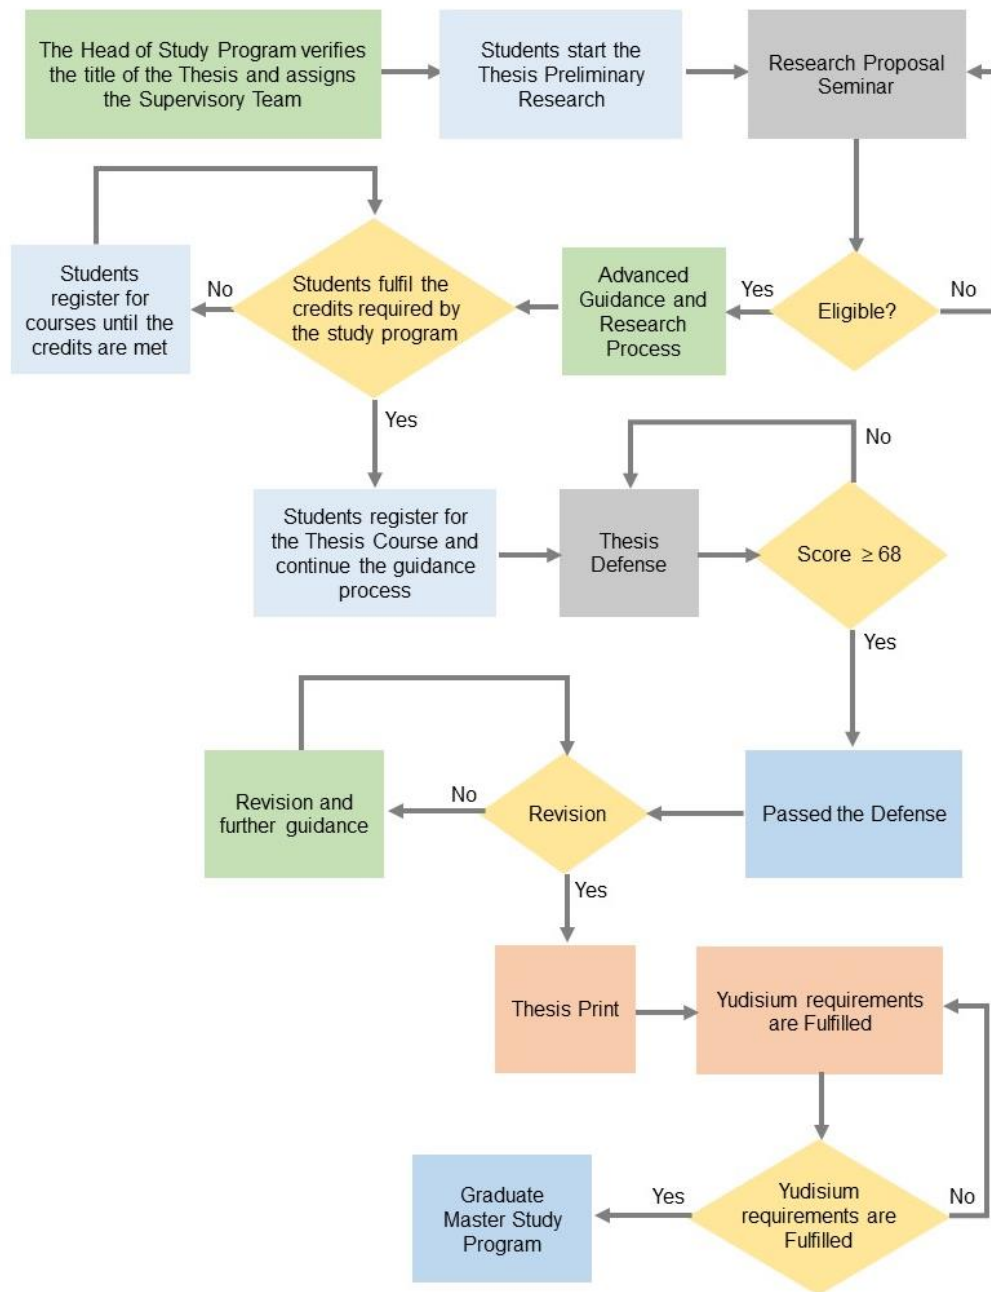 The Head of Study Program verifies
the title of the Thesis and assigns
the Supervisory Team
Students start the
Thesis Preliminary
Research
Research Proposal
Seminar
Students
register for
courses until the
credits are met
No
Students fulfil the
credits required by
the study program
Advanced
Guidance and
Research
Process
Yes
Eligible?
No
Yes
No
Students register for
the Thesis Course and
continue the guidance
process
Thesis
Defense
Score ≥ 68
Yes
Revision and
further guidance
No
Revision
Passed the Defense
Yes
Thesis Print
Yudisium requirements
are Fulfilled
Graduate
Master Study
Program
Yes
Yudisium
requirements are
Fulfilled
No